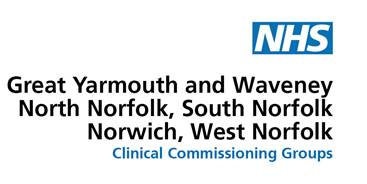 NHS
Great Yarmouth and Waveney
North Norfolk, South Norfolk
Norwich, West Norfolk
Clinical Commissioning Groups